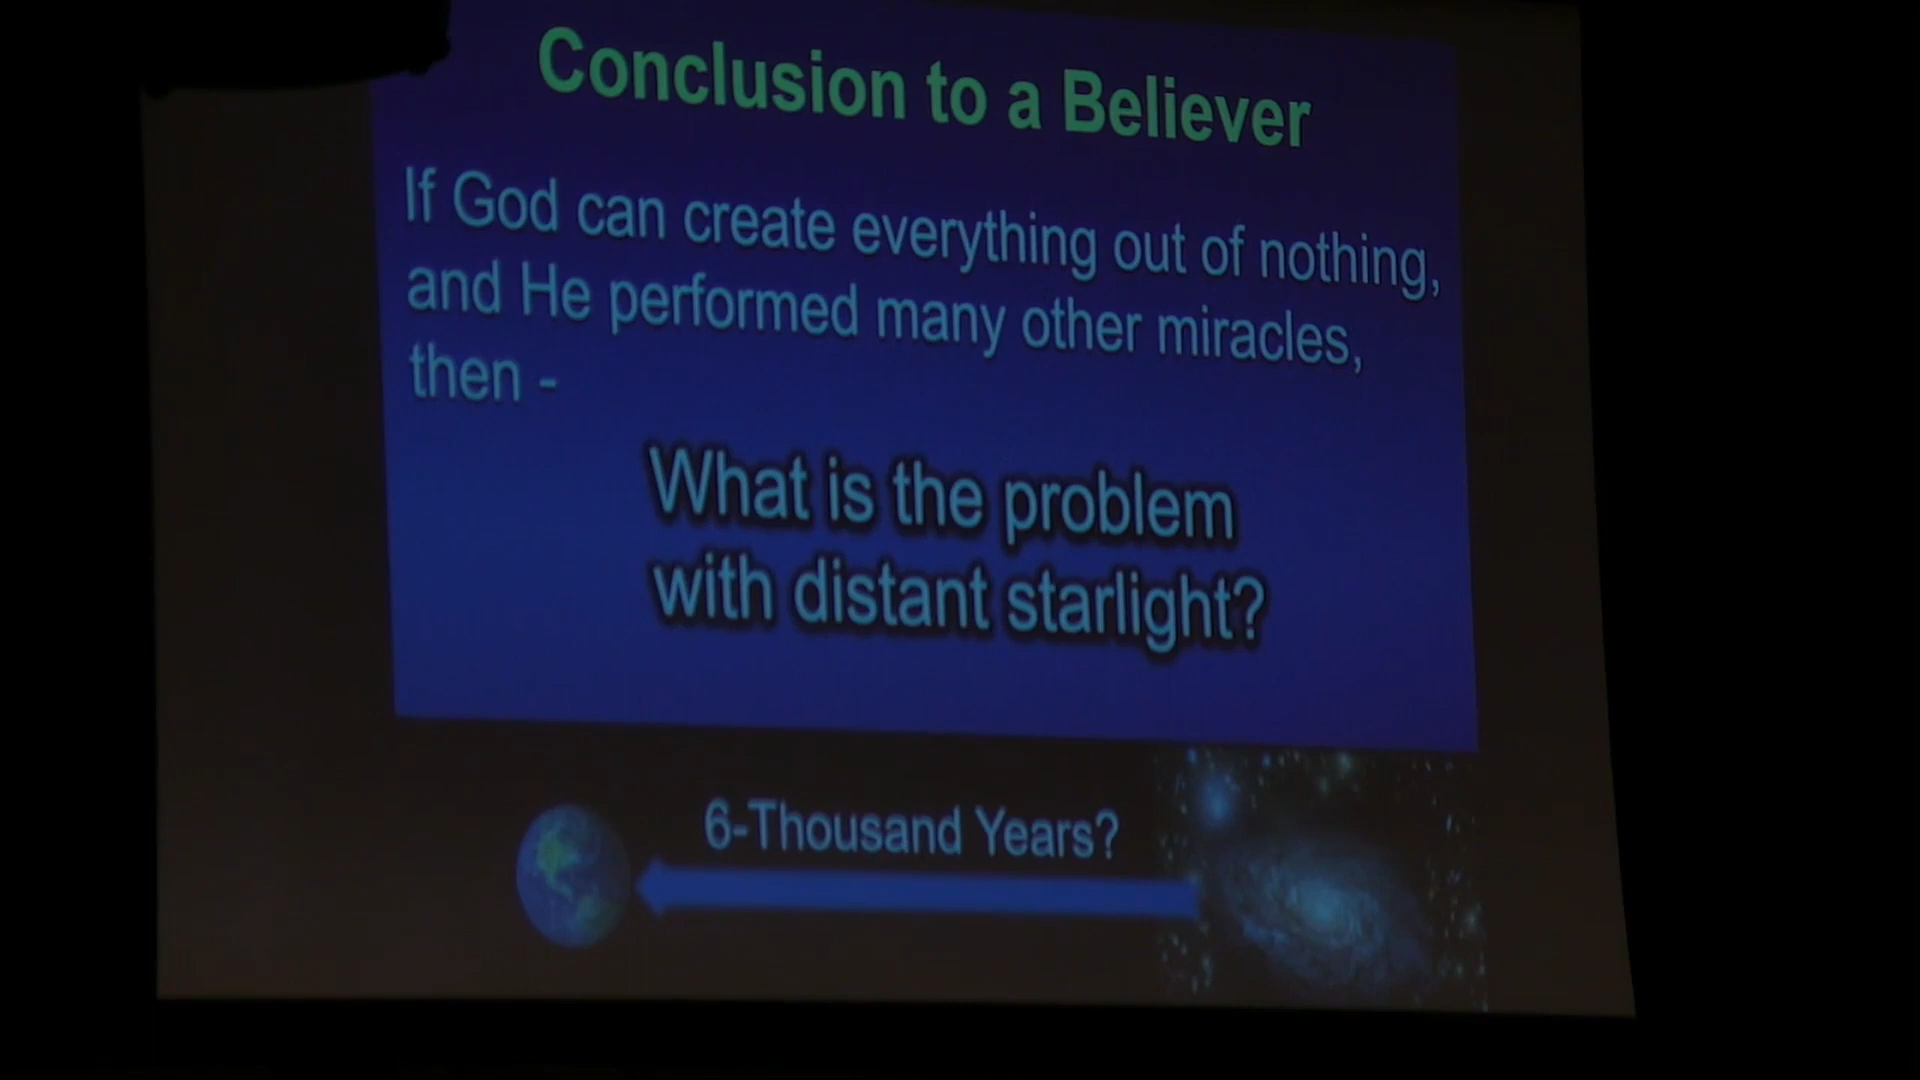 Conclusion to a Believer
If God can create everything out of nothing,
and He performed many other miracles,
then -
What is the problem
with distant starlight?
6-Thousand Years?